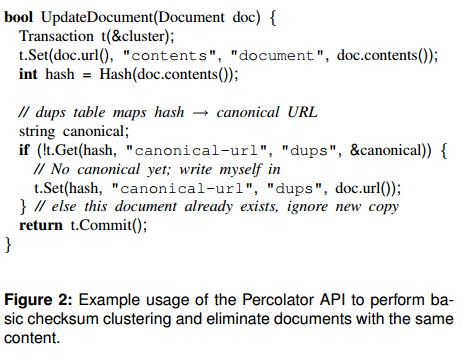 bool UpdateDocument(Document doc) {
Transaction t(&cluster);
t.Set(doc.url(), "contents", "document", doc.contents());
int hash = Hash(doc.contents());
// dups table maps hash → canonical URL
string canonical;
if (!t.Get(hash, "canonical-url", "dups", &canonical)) {
// No canonical yet; write myself in
t.Set(hash, "canonical-url", "dups", doc.url());
} // else this document already exists, ignore new copy
return t.Commit();
}
Figure 2: Example usage of the Percolator API to perform ba-
sic checksum clustering and eliminate documents with the same
content.